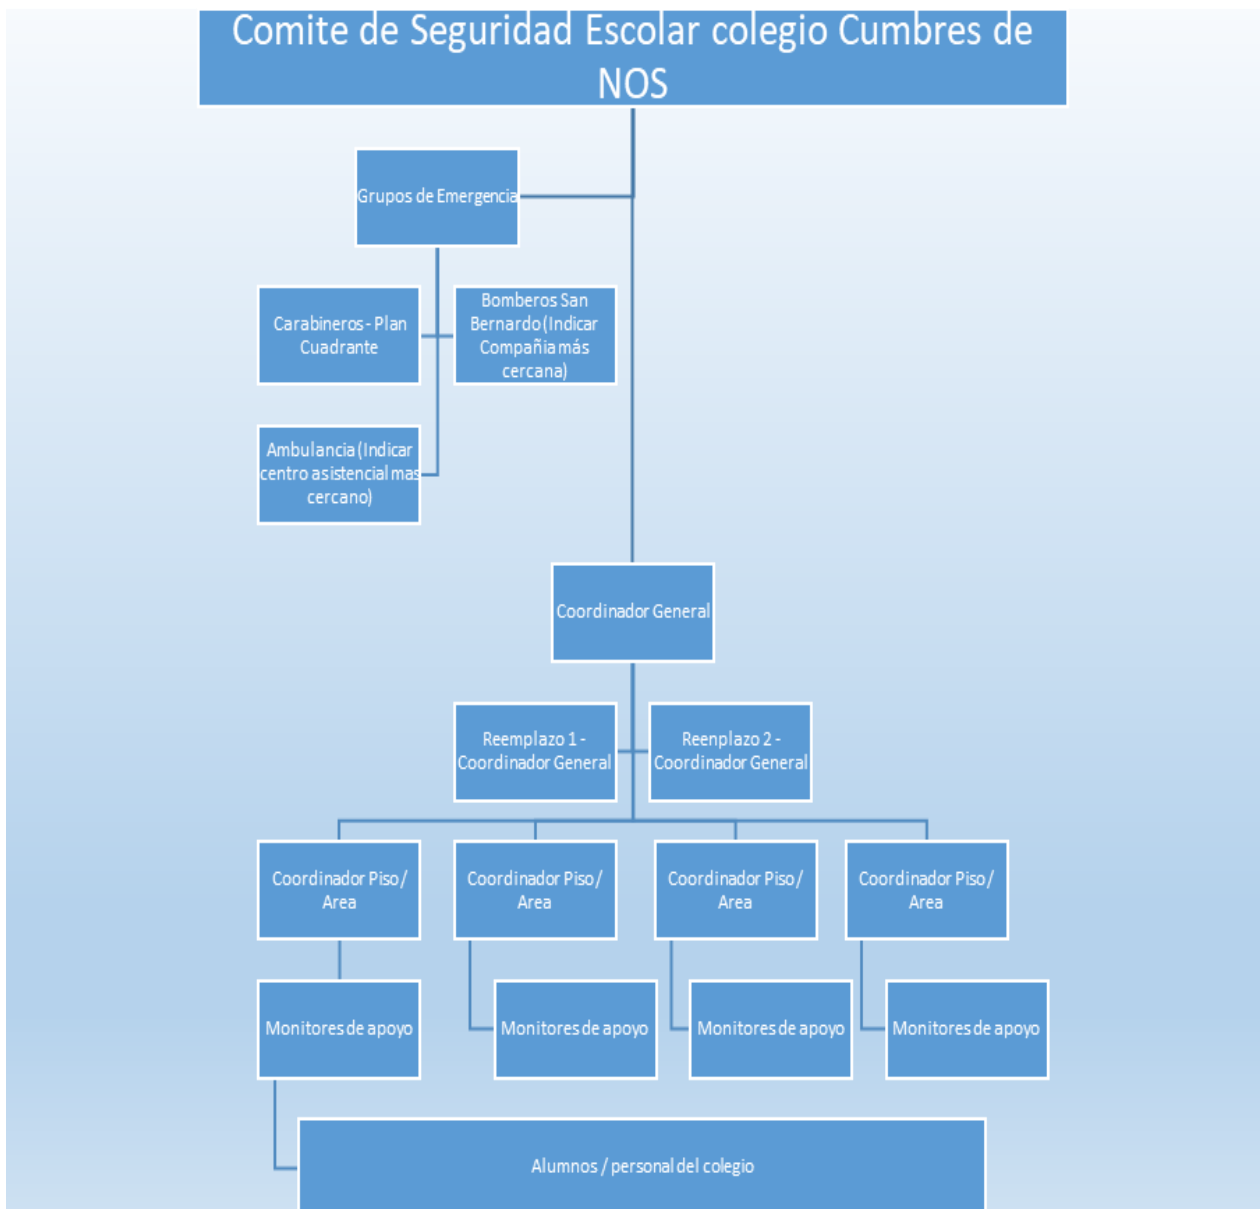 Comite de Seguridad Escolar colegio Cumbres de
NOS
Grupos de Emergencia
Carabineros - Plan
Cuadrante
Bomberos San
Bernardo (Indicar
Compañia más
cercana)
Ambulancia (Indicar
centro asistencial mas
cercano)
Coordinador General
Reemplazo 1 -
Coordinador General
Reenplazo 2 -
Coordinador General
Coordinador Piso /
Area
Coordinador Piso /
Area
Coordinador Piso /
Area
Coordinador Piso /
Area
Monitores de apoyo
Monitores de apoyo
Monitores de apoyo
Monitores de apoyo
Alumnos / personal del colegio